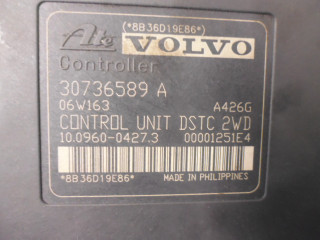 (*8B36D19E86*)
Ate VOLVO
Controller
30736589 A
06W163 A426G
CONTROL UNIT DSTC 2WD
10.0960-0427.3 00001251E4
*8B36D19E86* MADE IN PHILIPPINES